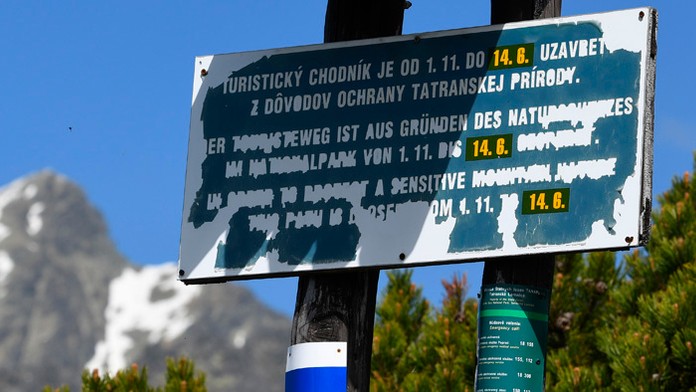 TURISTICKÝ CHODNÍK JE OD 1. 11. DO 14. 6. UZAVRET
Z DÔVODOV OCHRANY TATRANSKEJ PRÍRODY.
DER TOURISTEWEG IST AUS GRÜNDEN DES NATURSCHUTZES
IM NATIONALPARK VON 1. 11. BIS 14. 6. GESPERRT.
IN ORDER TO PROTECT A SENSITIVE MOUNTAIN NATURE
THIS PATH IS CLOSED FROM 1. 11. TO 14. 6.